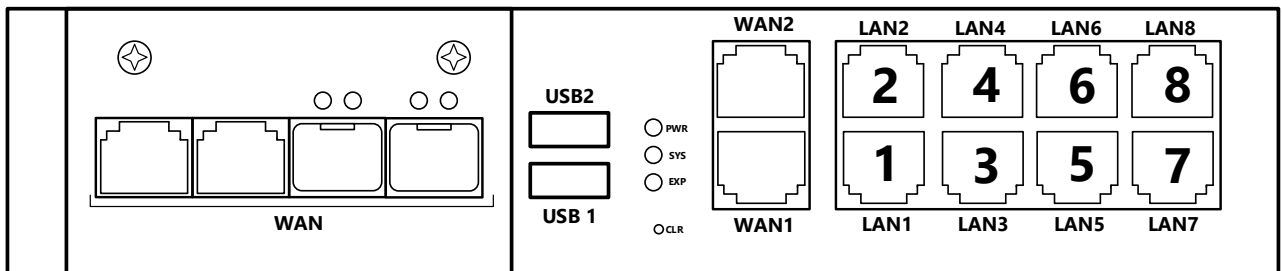 WAN2 LAN2 LAN4 LAN6 LAN8
2 4 6 8
USB2
PWR
SYS
EXP
1 3 5 7
WAN
USB 1
CLR
WAN1 LAN1 LAN3 LAN5 LAN7